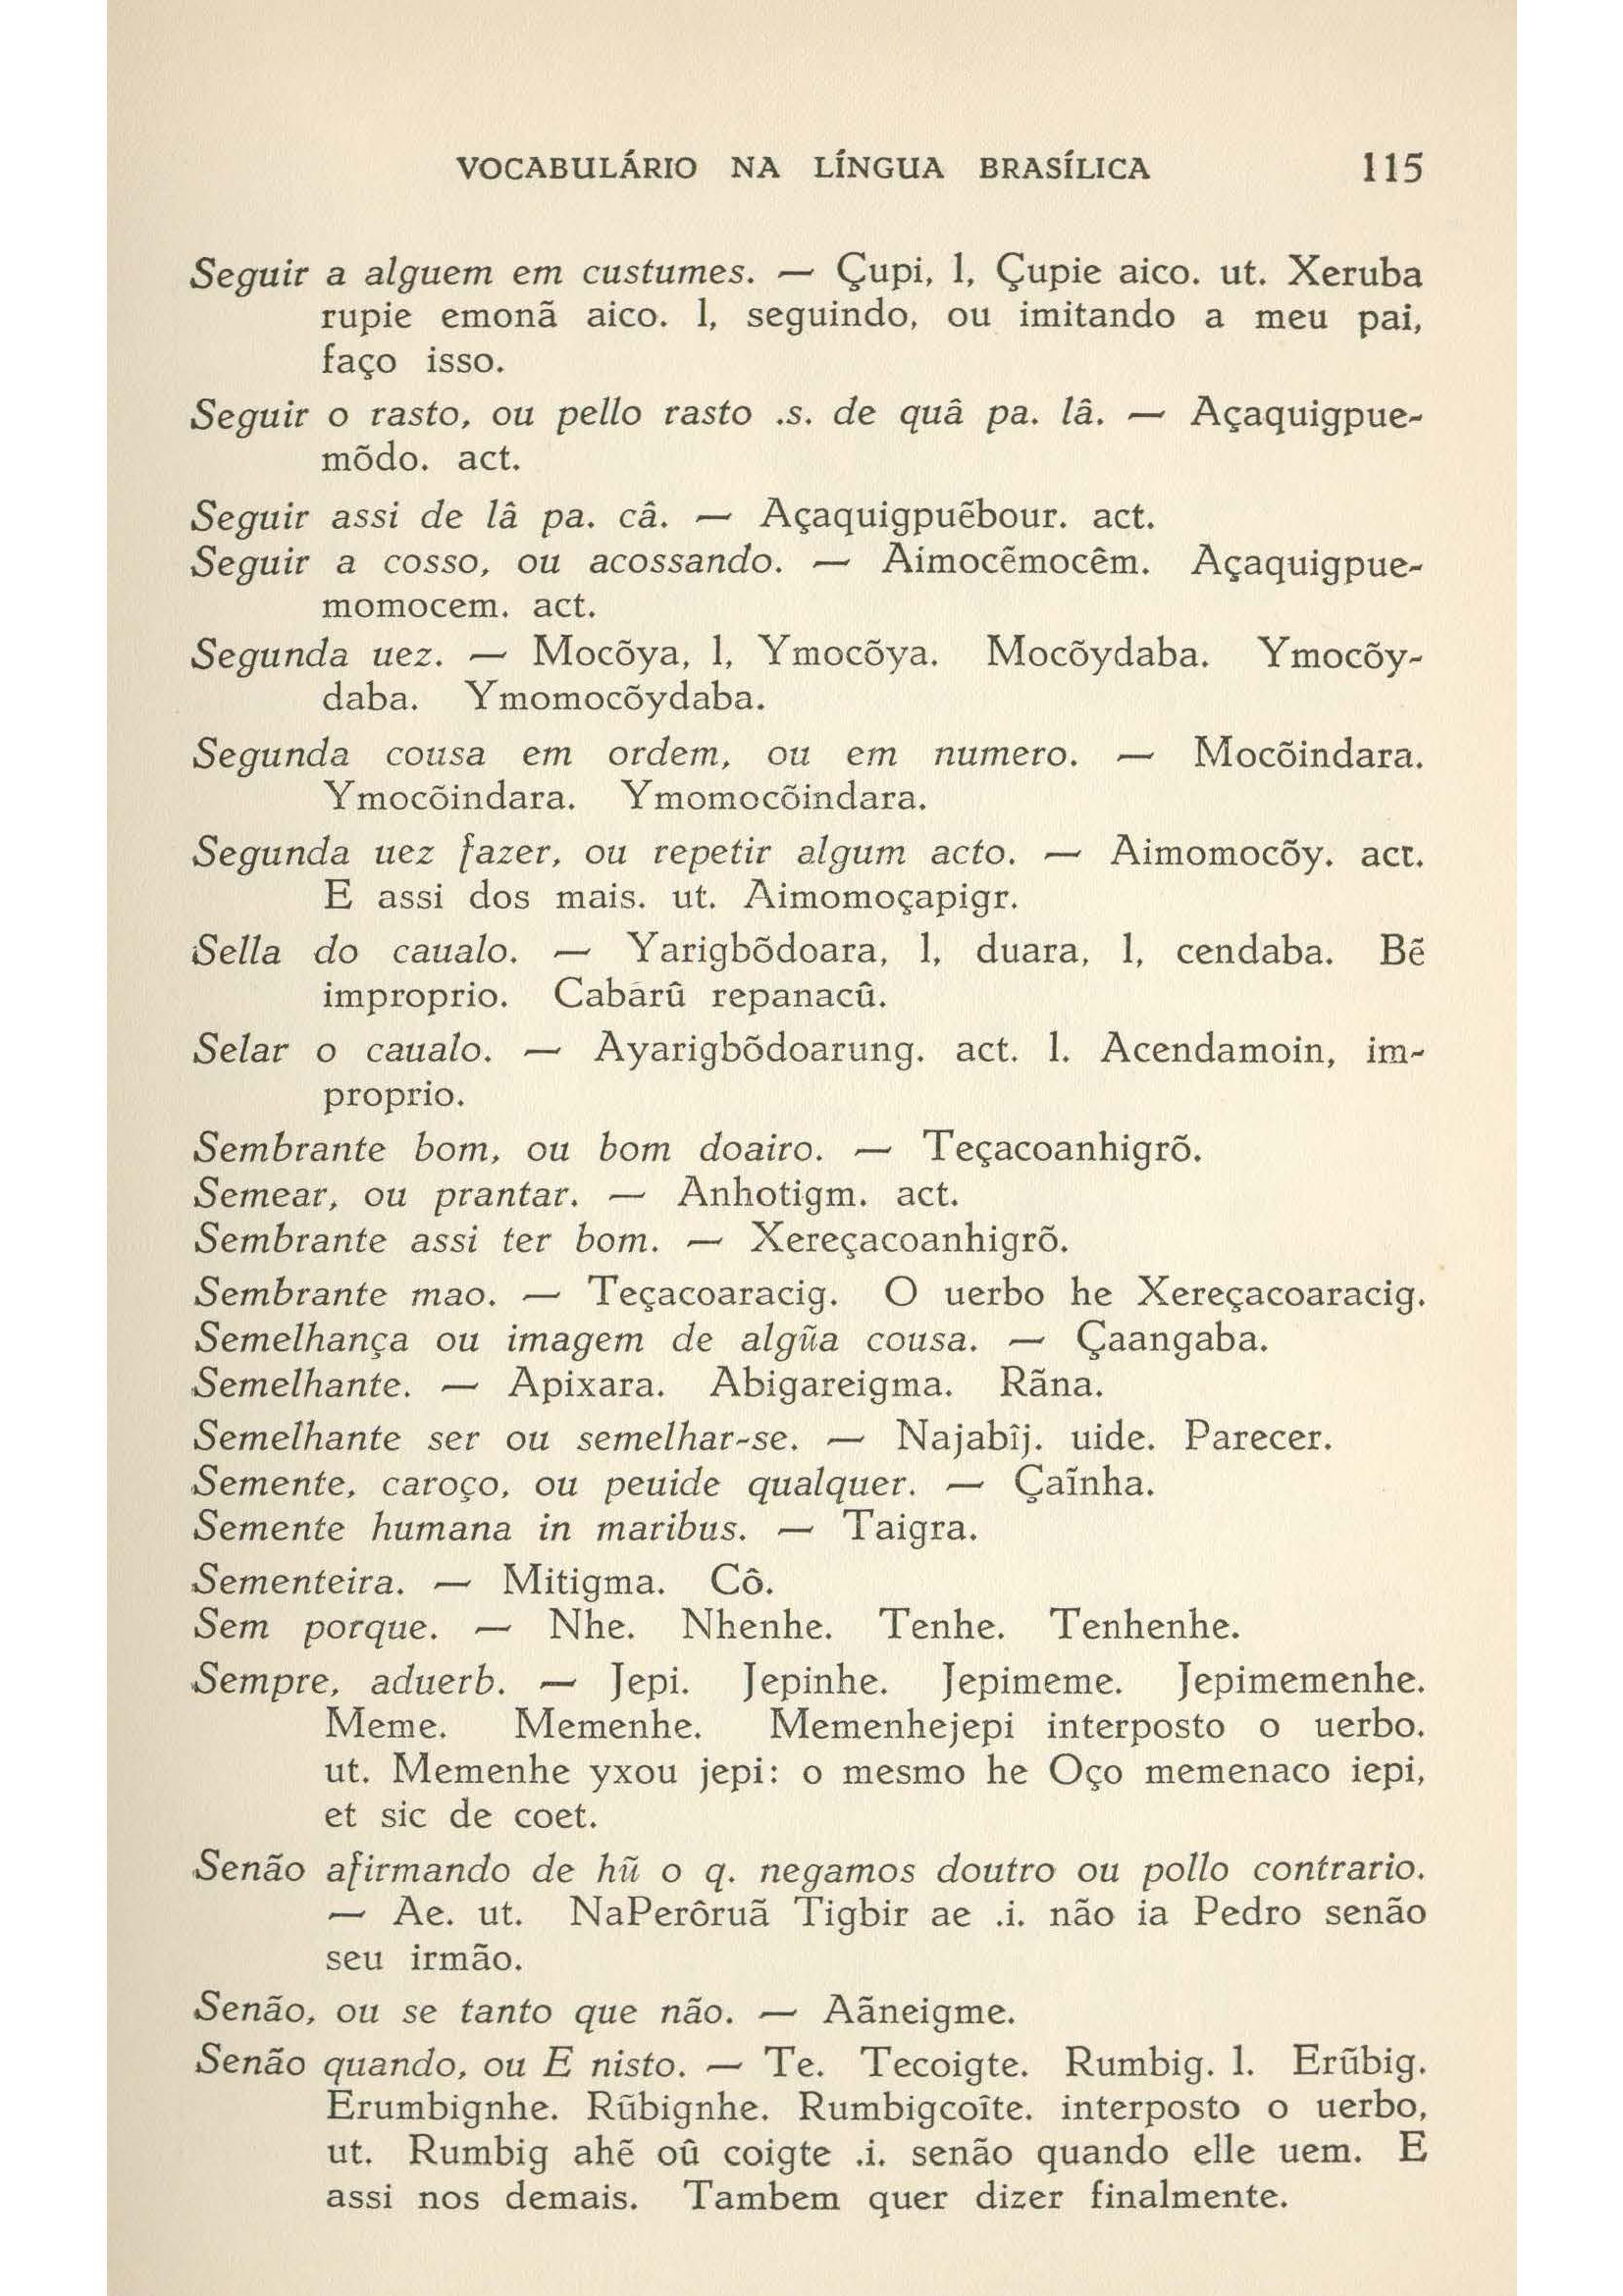 VOCABULÁRIO NA LÍNGUA BRASÍLICA 115
Seguir a alguem em custumes. — Çupi, l, Çupie aico. ut. Xeruba
rupie emonã aico. l, seguindo, ou imitando a meu pai,
faço isso.
Seguir o rasto, ou pello rasto .s. de quâ pa. lâ. — Açaquigpue-
mõdo. act.
Seguir assi de lâ pa. câ. — Açaquigpuẽbour. act.
Seguir a cosso, ou acossando. — Aimocẽmocêm. Açaquigpue-
momocem. act.
Segunda uez. — Mocõya, l, Ymocõya. Mocõydaba. Ymocõy-
daba. Ymomocõydaba.
Segunda cousa em ordem, ou em numero. — Mocõindara.
Ymocõindara. Ymomocõindara.
Segunda uez fazer, ou repetir algum acto. — Aimomocõy. act.
E assi dos mais. ut. Aimomoçapigr.
Sella do caualo. — Yarigbõdoara, l, duara, l, cendaba. Bẽ
improprio. Cabarû repanacû.
Selar o caualo. — Ayarigbõdoarung. act. l. Acendamoin, im-
proprio.
Sembrante bom, ou bom doairo. — Teçacoanhigrõ.
Semear, ou prantar. — Anhotigm. act.
Sembrante assi ter bom. — Xereçacoanhigrõ.
Sembrante mao. — Teçacoaracig. O uerbo he Xereçacoaracig.
Semelhança ou imagem de algũa cousa. — Çaangaba.
Semelhante. — Apixara. Abigareigma. Rãna.
Semelhante ser ou semelhar-se. — Najabîj. uide. Parecer.
Semente, caroço, ou peuide qualquer. — Çaĩnha.
Semente humana in maribus. — Taigra.
Sementeira. — Mitigma. Cô.
Sem porque. — Nhe. Nhenhe. Tenhe. Tenhenhe.
Sempre, aduerb. — Jepi. Jepinhe. Jepimeme. Jepimemenhe.
Meme. Memenhe. Memenhejepi interposto o uerbo.
ut. Memenhe yxou jepi: o mesmo he Oço memenaco iepi,
et sic de coet.
Senão afirmando de hũ o q. negamos doutro ou pollo contrario.
— Ae. ut. NaPerôruã Tigbir ae .i. não ia Pedro senão
seu irmão.
Senão, ou se tanto que não. — Aãneigme.
Senão quando, ou E nisto. — Te. Tecoigte. Rumbig. l. Erũbig.
Erumbignhe. Rũbignhe. Rumbigcoîte. interposto o uerbo,
ut. Rumbig ahẽ oû coigte .i. senão quando elle uem. E
assi nos demais. Tambem quer dizer finalmente.